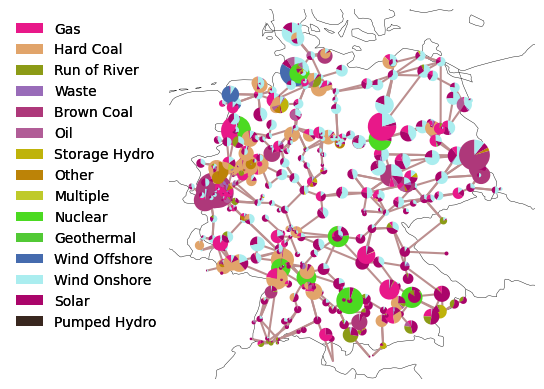 Gas
Hard Coal
Run of River
Waste
Brown Coal
Oil
Storage Hydro
Other
Multiple
Nuclear
Geothermal
Wind Offshore
Wind Onshore
Solar
Pumped Hydro